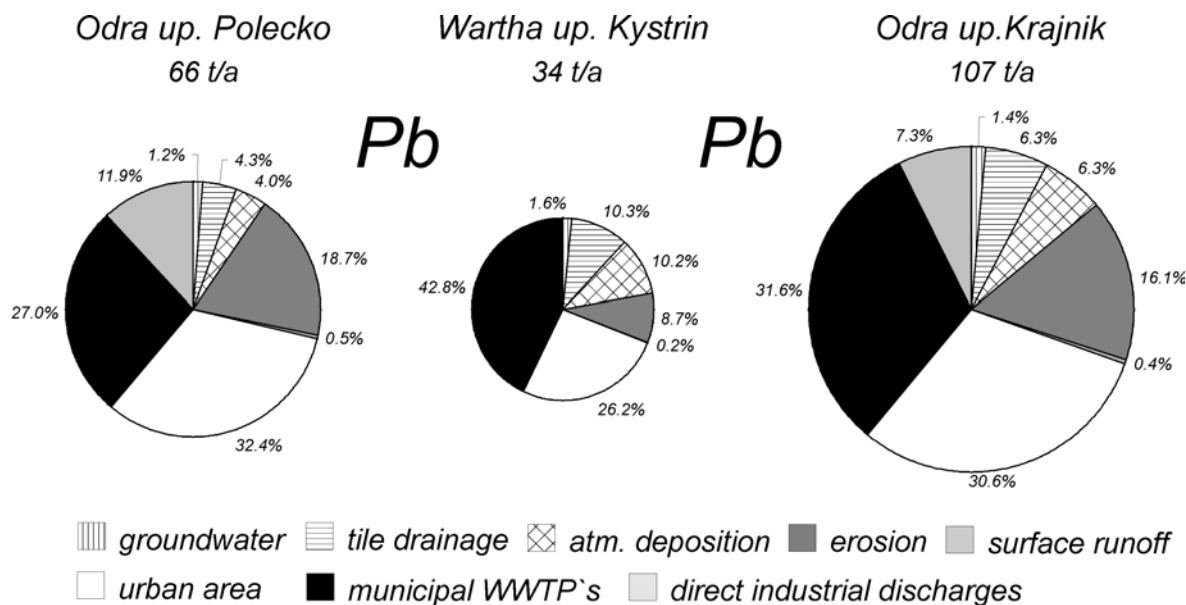 Odra up. Polecko
66 t/a
Wartha up. Kystrin
34 t/a
Odra up.Krajnik
107 t/a
Pb
Pb
1.2%
4.3%
4.0%
18.7%
0.5%
32.4%
27.0%
11.9%
1.6%
10.3%
10.2%
8.7%
0.2%
26.2%
42.8%
1.4%
6.3%
6.3%
16.1%
0.4%
30.6%
31.6%
7.3%
groundwater tile drainage atm. deposition erosion surface runoff
urban area municipal WWTP`s direct industrial discharges